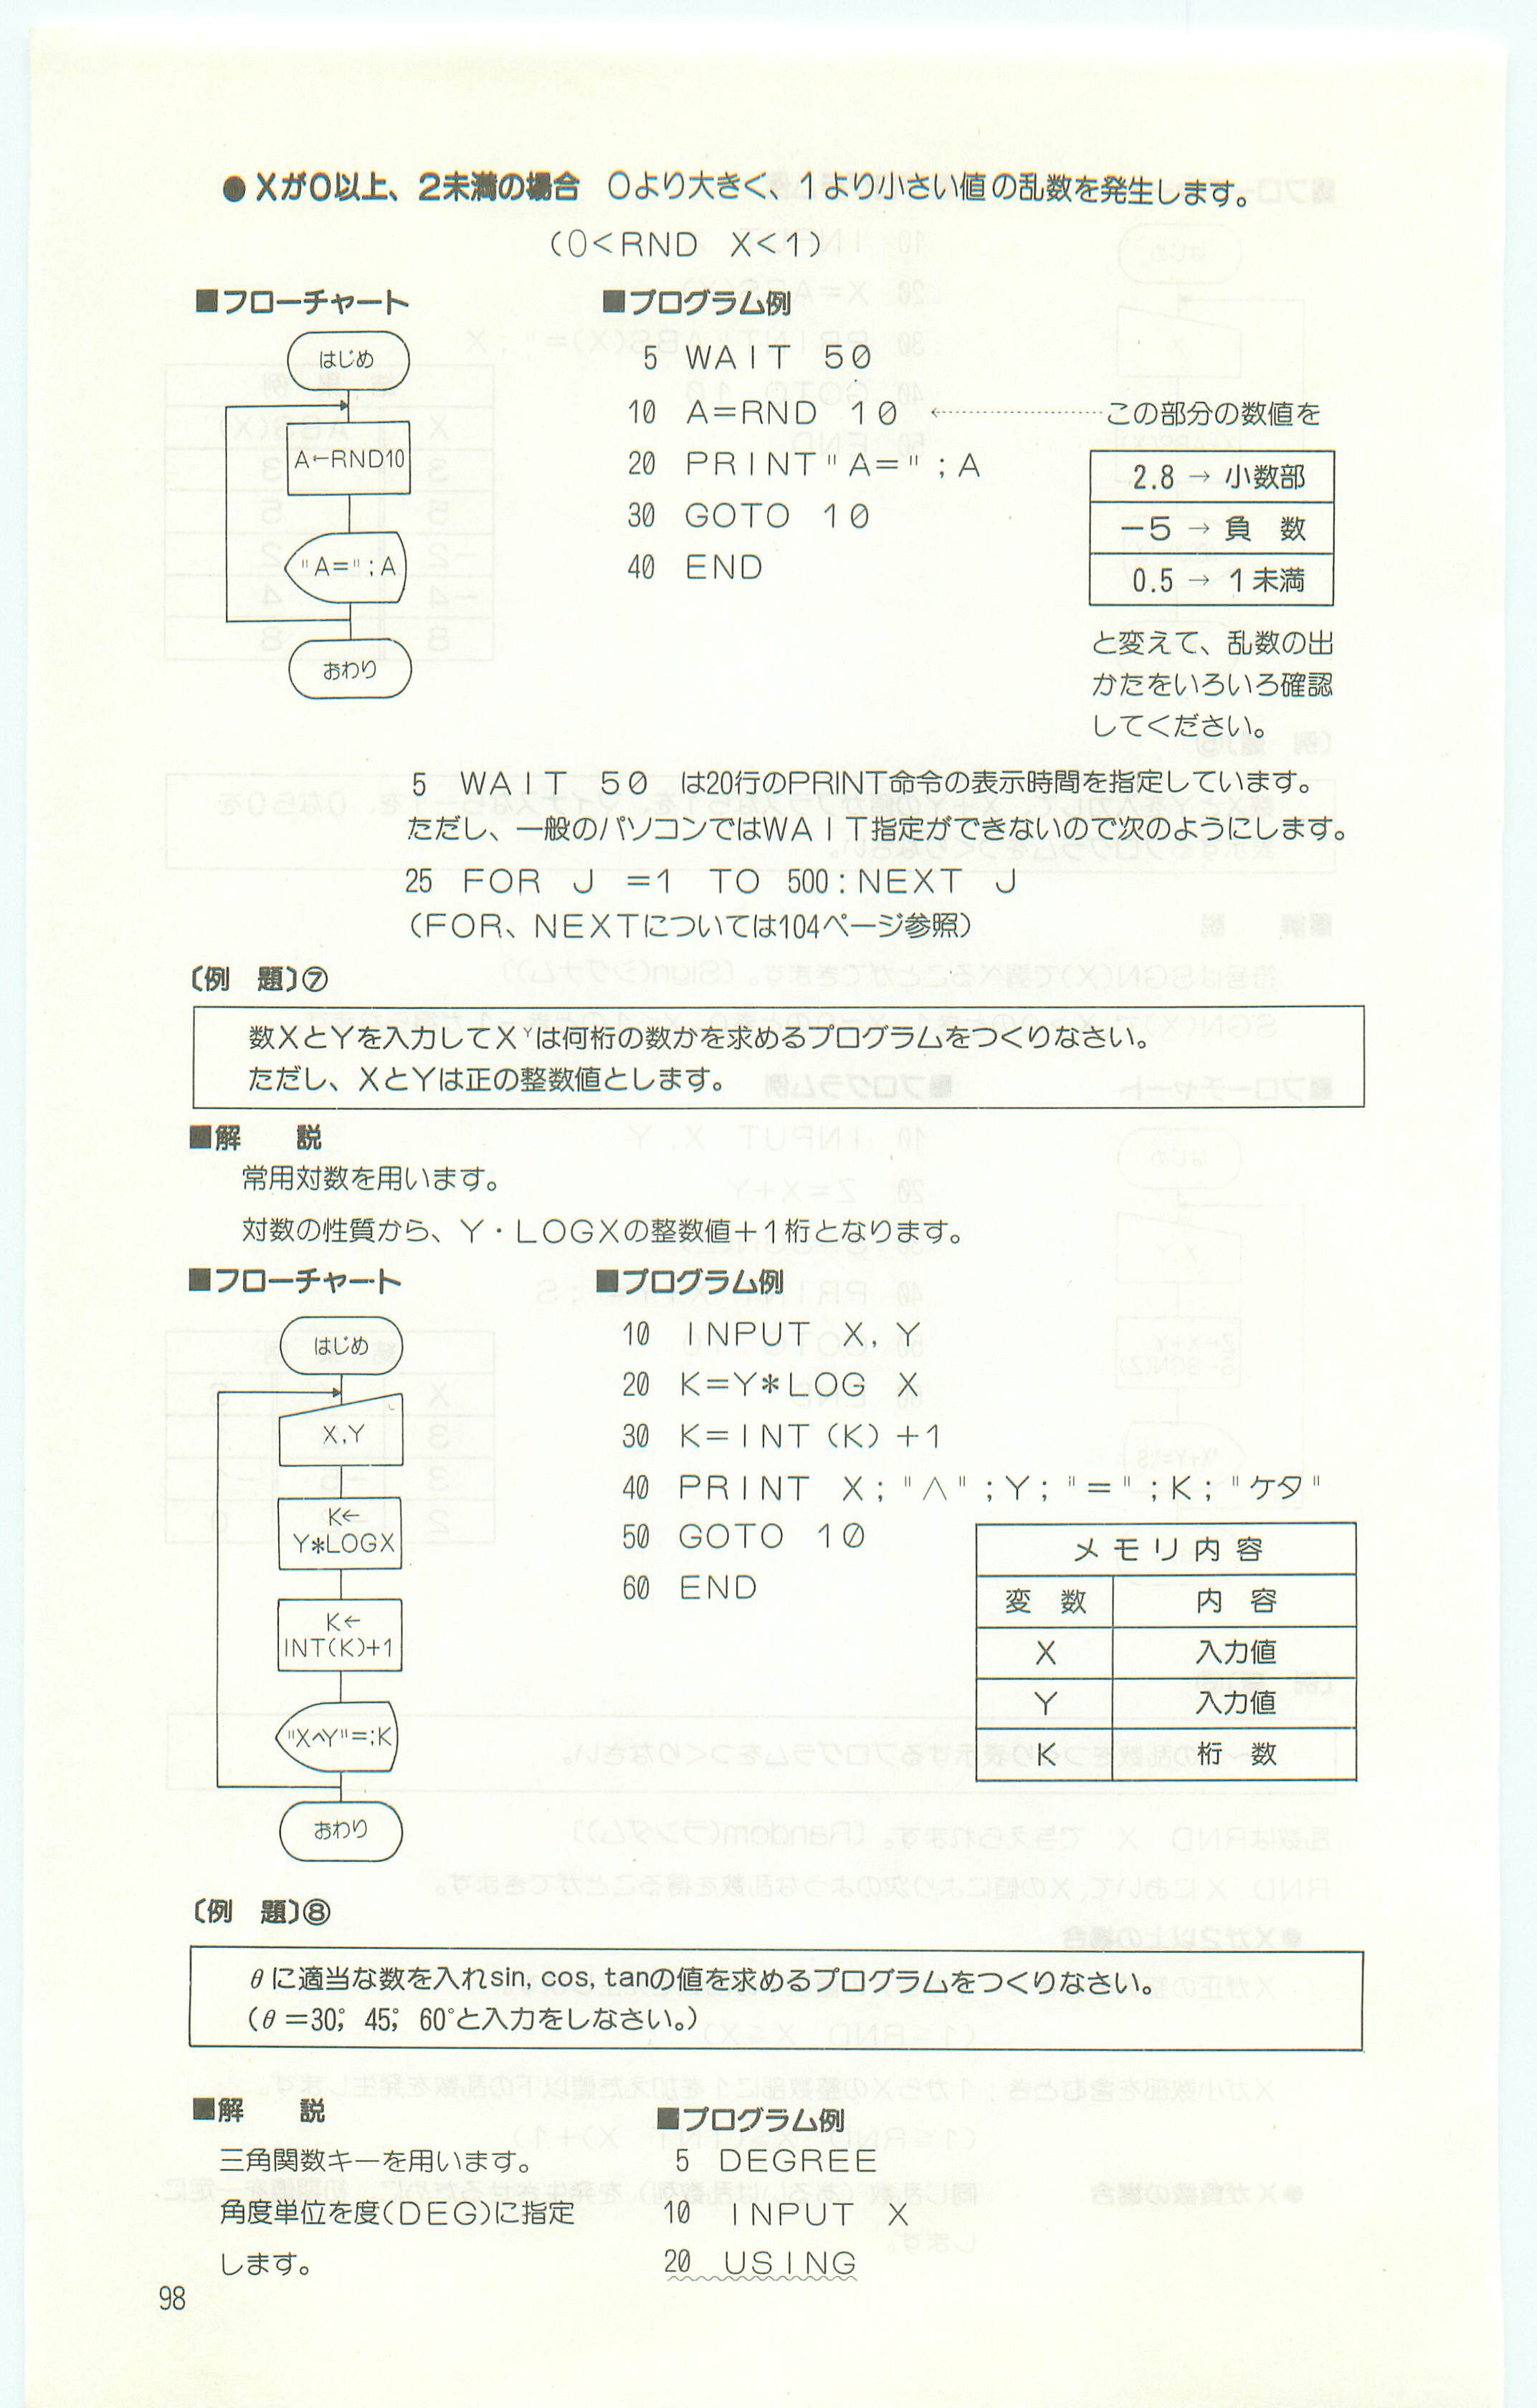 ●Xが0以上、2未満の場合　0より大きく、1より小さい値の乱数を発生します。
(0<RND　X<1)
■フローチャート
はじめ
A←RND10
"A=";A
おわり
■プログラム例
5　WAIT　50
10　A=RND　10　←……………この部分の数値を
20　PRINT"A=";A
30　GOTO　10
40　END
2.8 → 小数部
−5 → 負　数
0.5 → 1未満
と変えて、乱数の出
かたをいろいろ確認
してください。
5　WAIT　50　は20行のPRINT命令の表示時間を指定しています。
ただし、一般のパソコンではWAIT指定ができないので次のようにします。
25　FOR　J　=1　TO　500:NEXT　J
(FOR、NEXTについては104ページ参照)
〔例　題〕⑦
数XとYを入力してXʸは何桁の数かを求めるプログラムをつくりなさい。
ただし、XとYは正の整数値とします。
■解　　説
常用対数を用います。
対数の性質から、Y・LOGXの整数値＋1桁となります。
■フローチャート
はじめ
X,Y
K←
Y*LOGX
K←
INT(K)+1
"X^Y"=;K
おわり
■プログラム例
10　INPUT　X,Y
20　K=Y*LOG　X
30　K=INT(K)+1
40　PRINT　X;"∧";Y;"=";K;"ケタ"
50　GOTO　10
60　END
メモリ内容
変　数　内　容
X　入力値
Y　入力値
K　桁　数
〔例　題〕⑧
θに適当な数を入れsin, cos, tanの値を求めるプログラムをつくりなさい。
(θ=30°, 45°, 60°と入力をしなさい。)
■解　　説
三角関数キーを用います。
角度単位を度(DEG)に指定
します。
■プログラム例
5　DEGREE
10　INPUT　X
20　USING
98